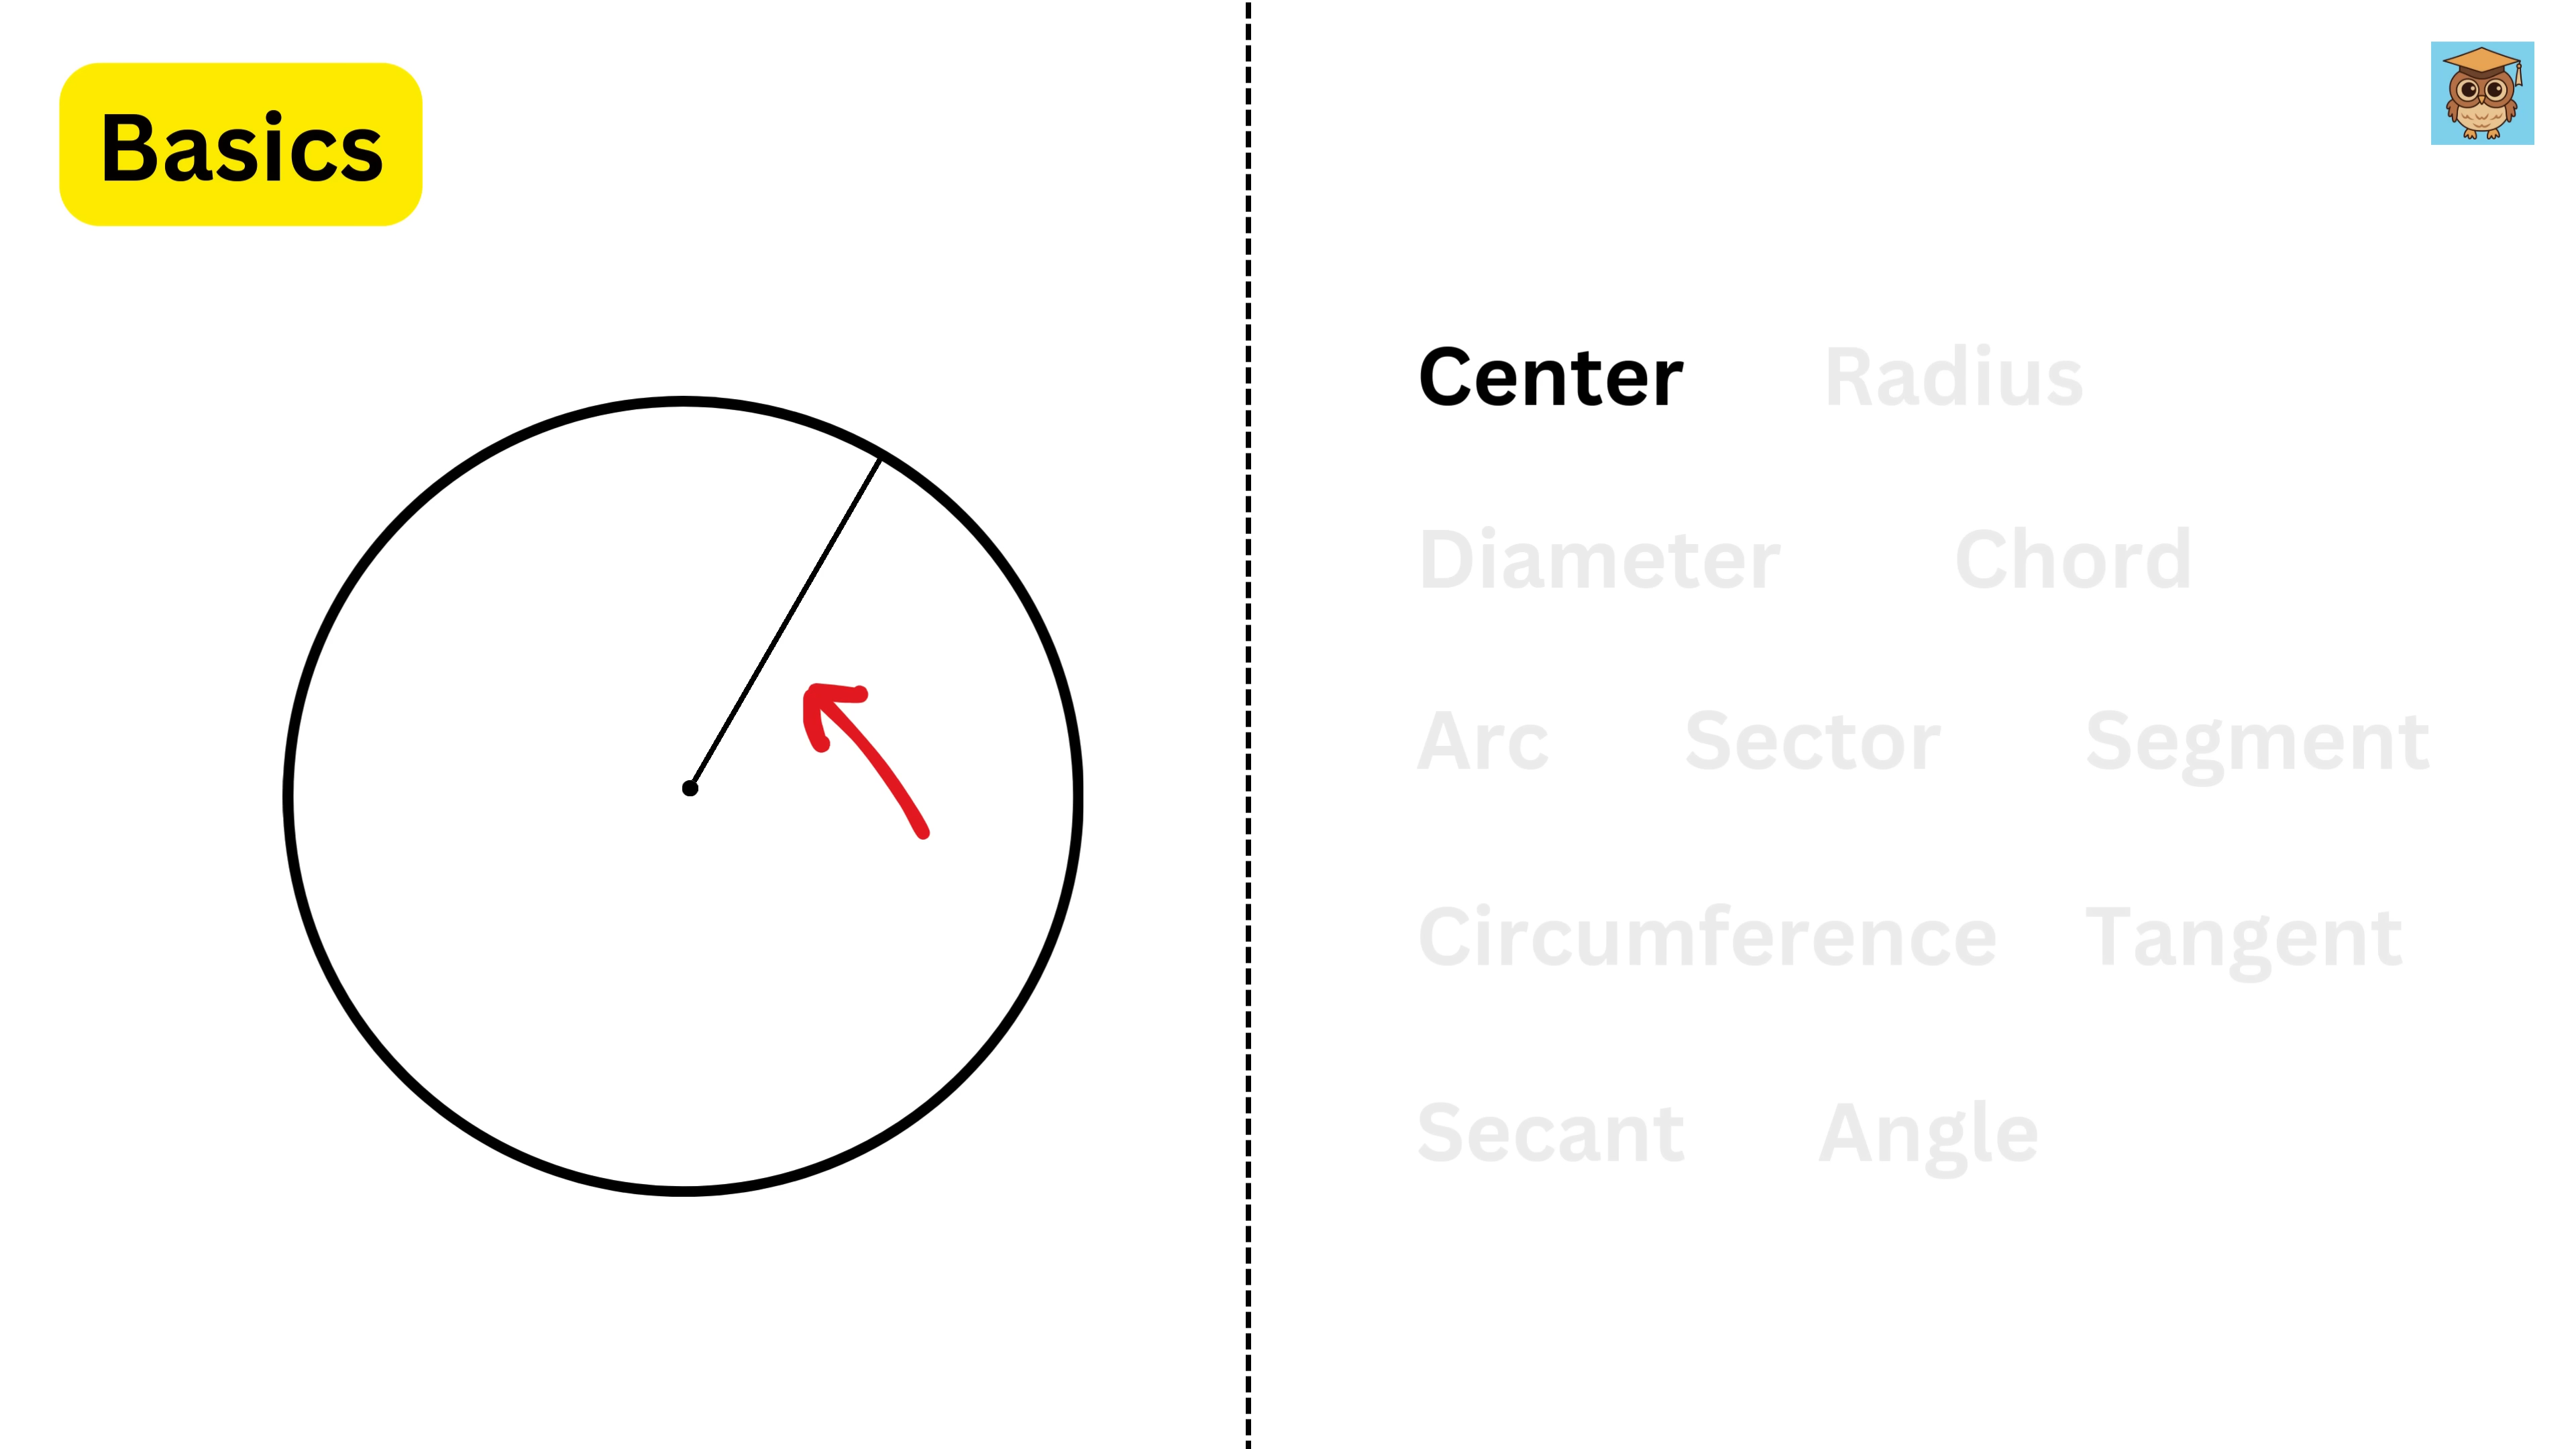 Basics
Center Radius
Diameter Chord
Arc Sector Segment
Circumference Tangent
Secant Angle